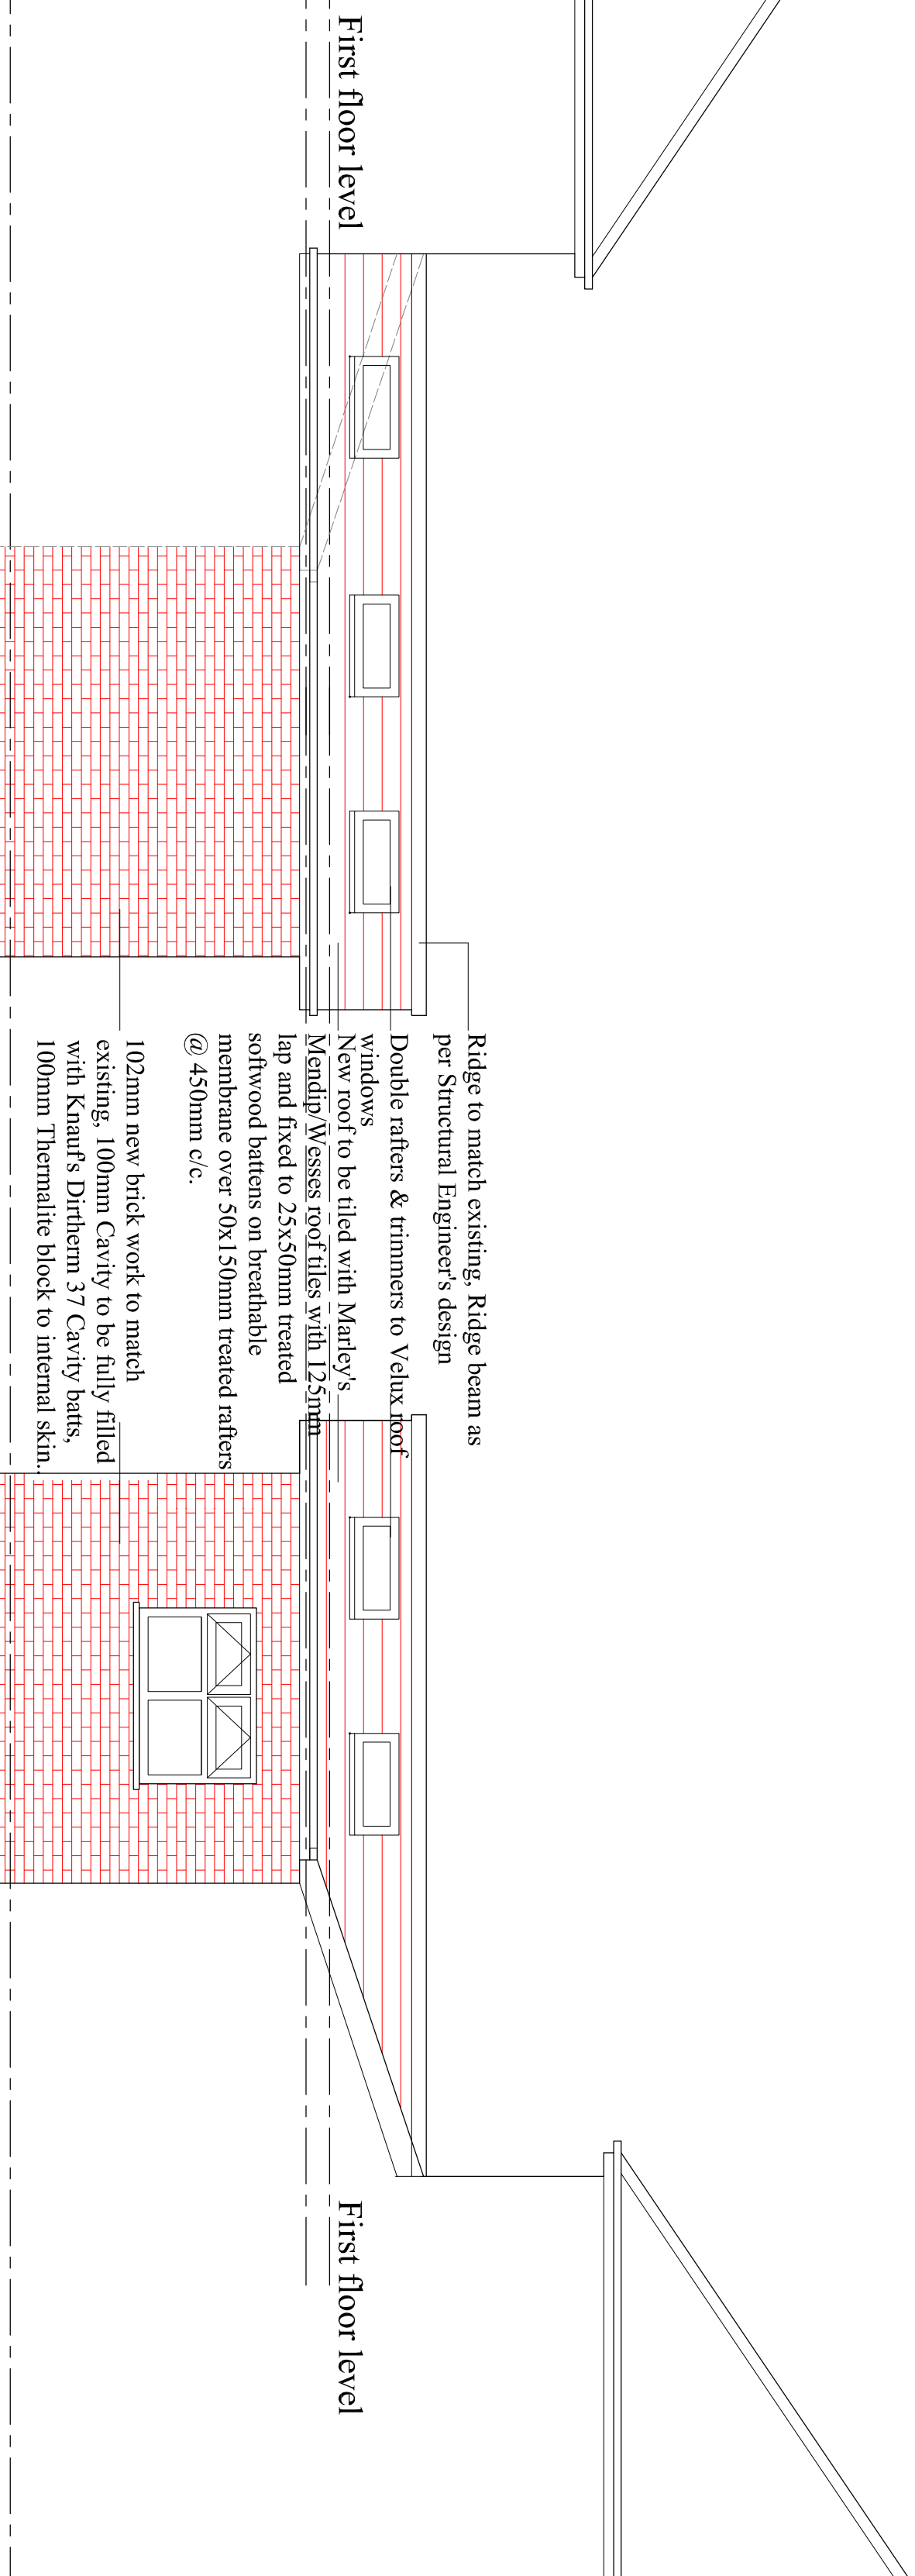 First floor level
Ridge to match existing, Ridge beam as
per Structural Engineer's design
Double rafters & trimmers to Velux roof
windows
New roof to be tiled with Marley's
Mendip/Wesses roof tiles with 125mm
lap and fixed to 25x50mm treated
softwood battens on breathable
membrane over 50x150mm treated rafters
@ 450mm c/c.
102mm new brick work to match
existing, 100mm Cavity to be fully filled
with Knauf's Dirtherm 37 Cavity batts,
100mm Thermalite block to internal skin..
First floor level